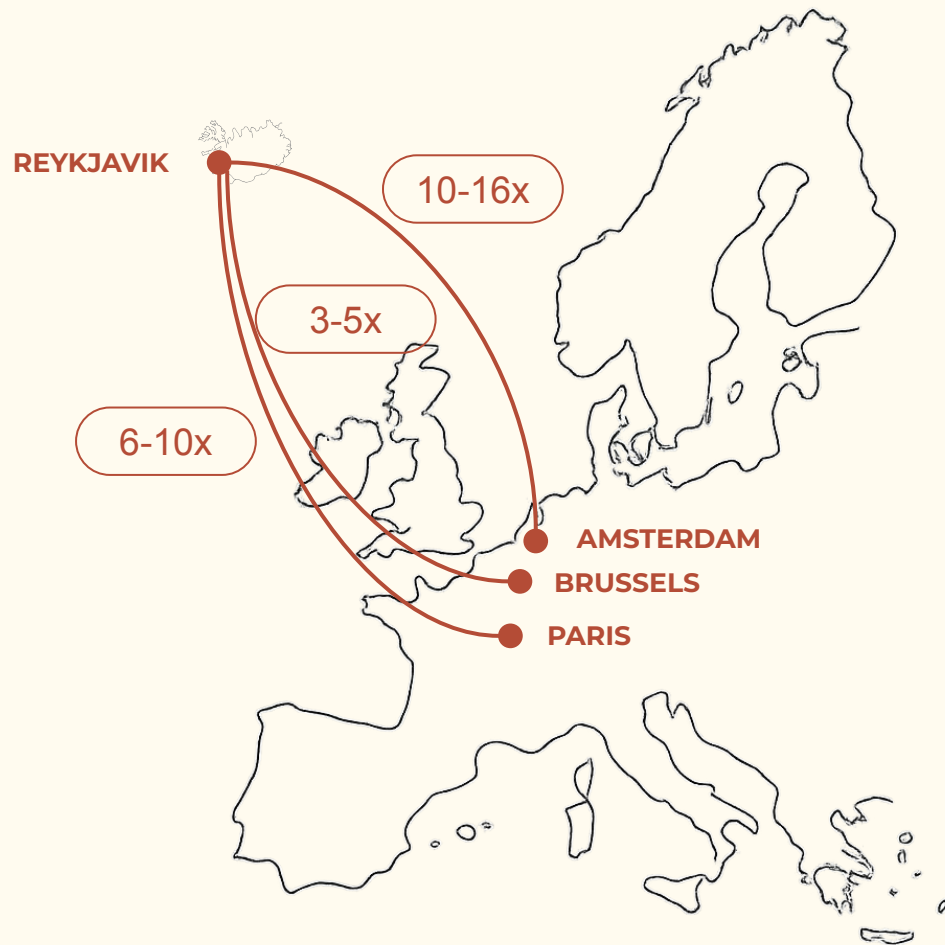 REYKJAVIK
10-16x
3-5x
6-10x
AMSTERDAM
BRUSSELS
PARIS